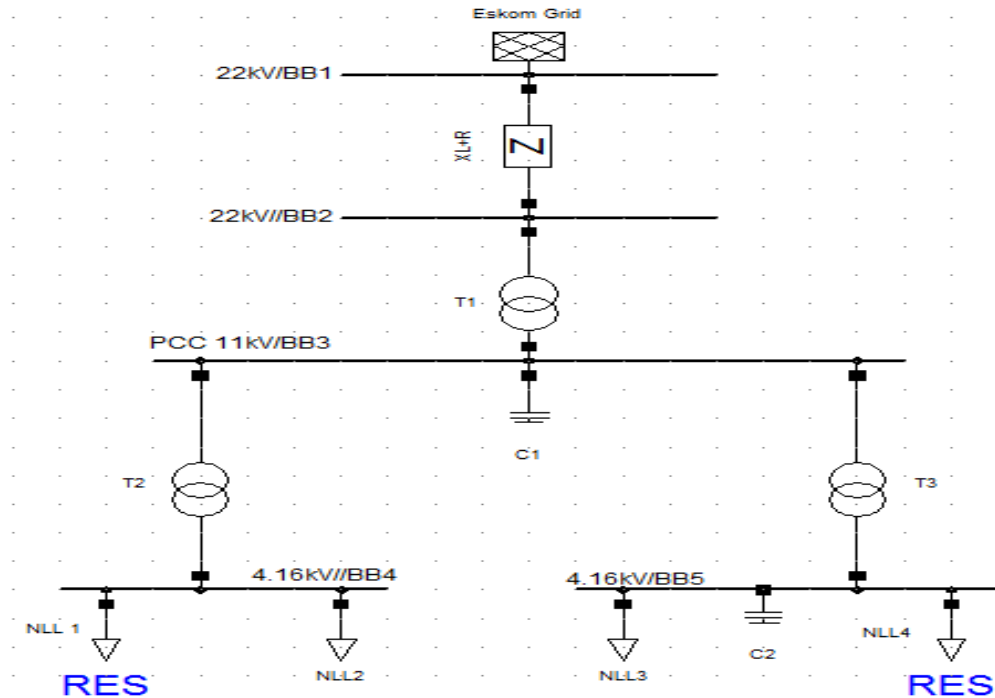 Eskom Grid
22kV/BB1
XL+R
Z
22kV//BB2
T1
PCC 11kV/BB3
C1
T2
T3
4.16kV//BB4
4.16kV/BB5
NLL 1
NLL2
NLL3
C2
NLL4
RES
RES